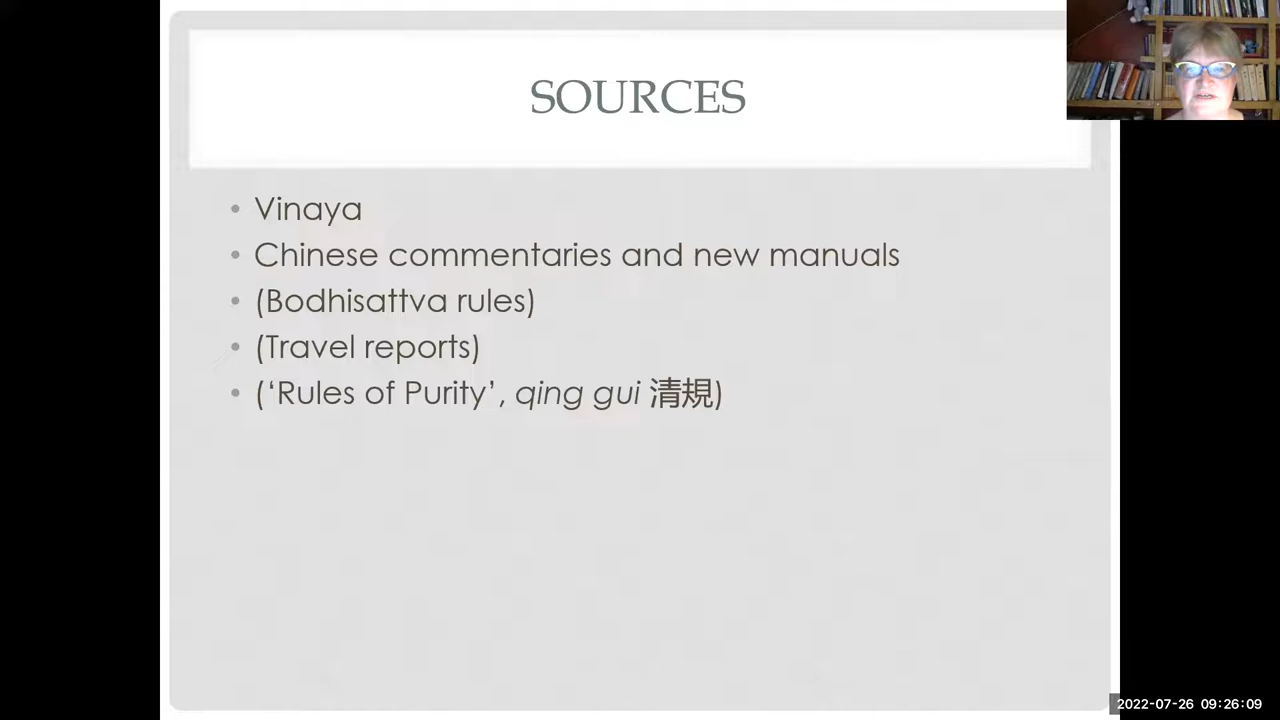 SOURCES
• Vinaya
• Chinese commentaries and new manuals
• (Bodhisattva rules)
• (Travel reports)
• (‘Rules of Purity’, qing gui 清規)
2022-07-26 09:26:09